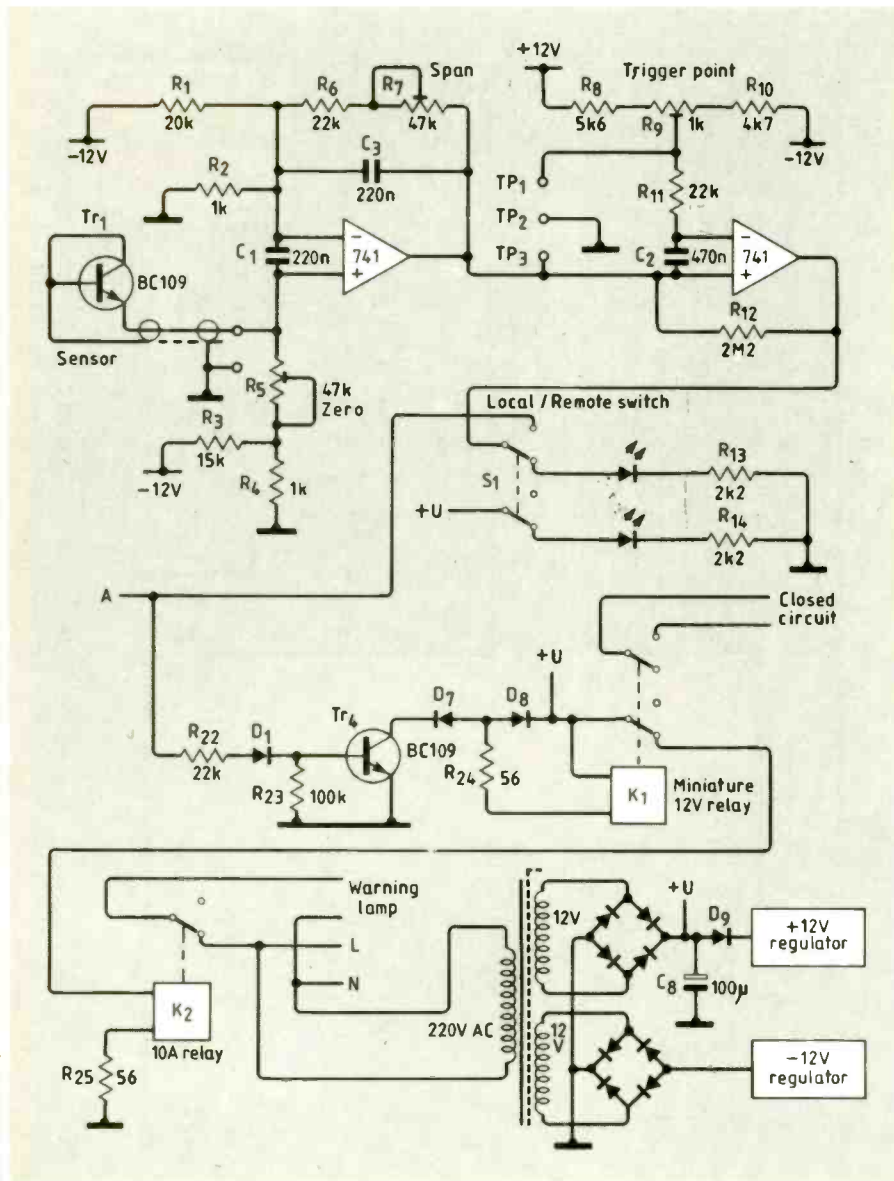 +12V
Span
Trigger point
R1
20k
R6
22k
R7
47k
R8
5k6
R9
1k
R10
4k7
-12V
-12V
C3
220n
R2
1k
TP1
TP2
TP3
R11
22k
Tr1
BC109
C1
220n
-
+
741
C2
470n
-
+
741
R12
2M2
Sensor
R5
47k
Zero
Local / Remote switch
R3
15k
-12V
R4
1k
S1
+U
R13
2k2
R14
2k2
A
Closed
circuit
+U
Tr4
BC109
D7
D8
R22
22k
D1
R23
100k
R24
56
K1
Miniature
12V relay
Warning
lamp
L
N
K2
10A relay
R25
56
220V AC
12V
12
V
+U
D9
C8
100μ
+12V
regulator
-12V
regulator